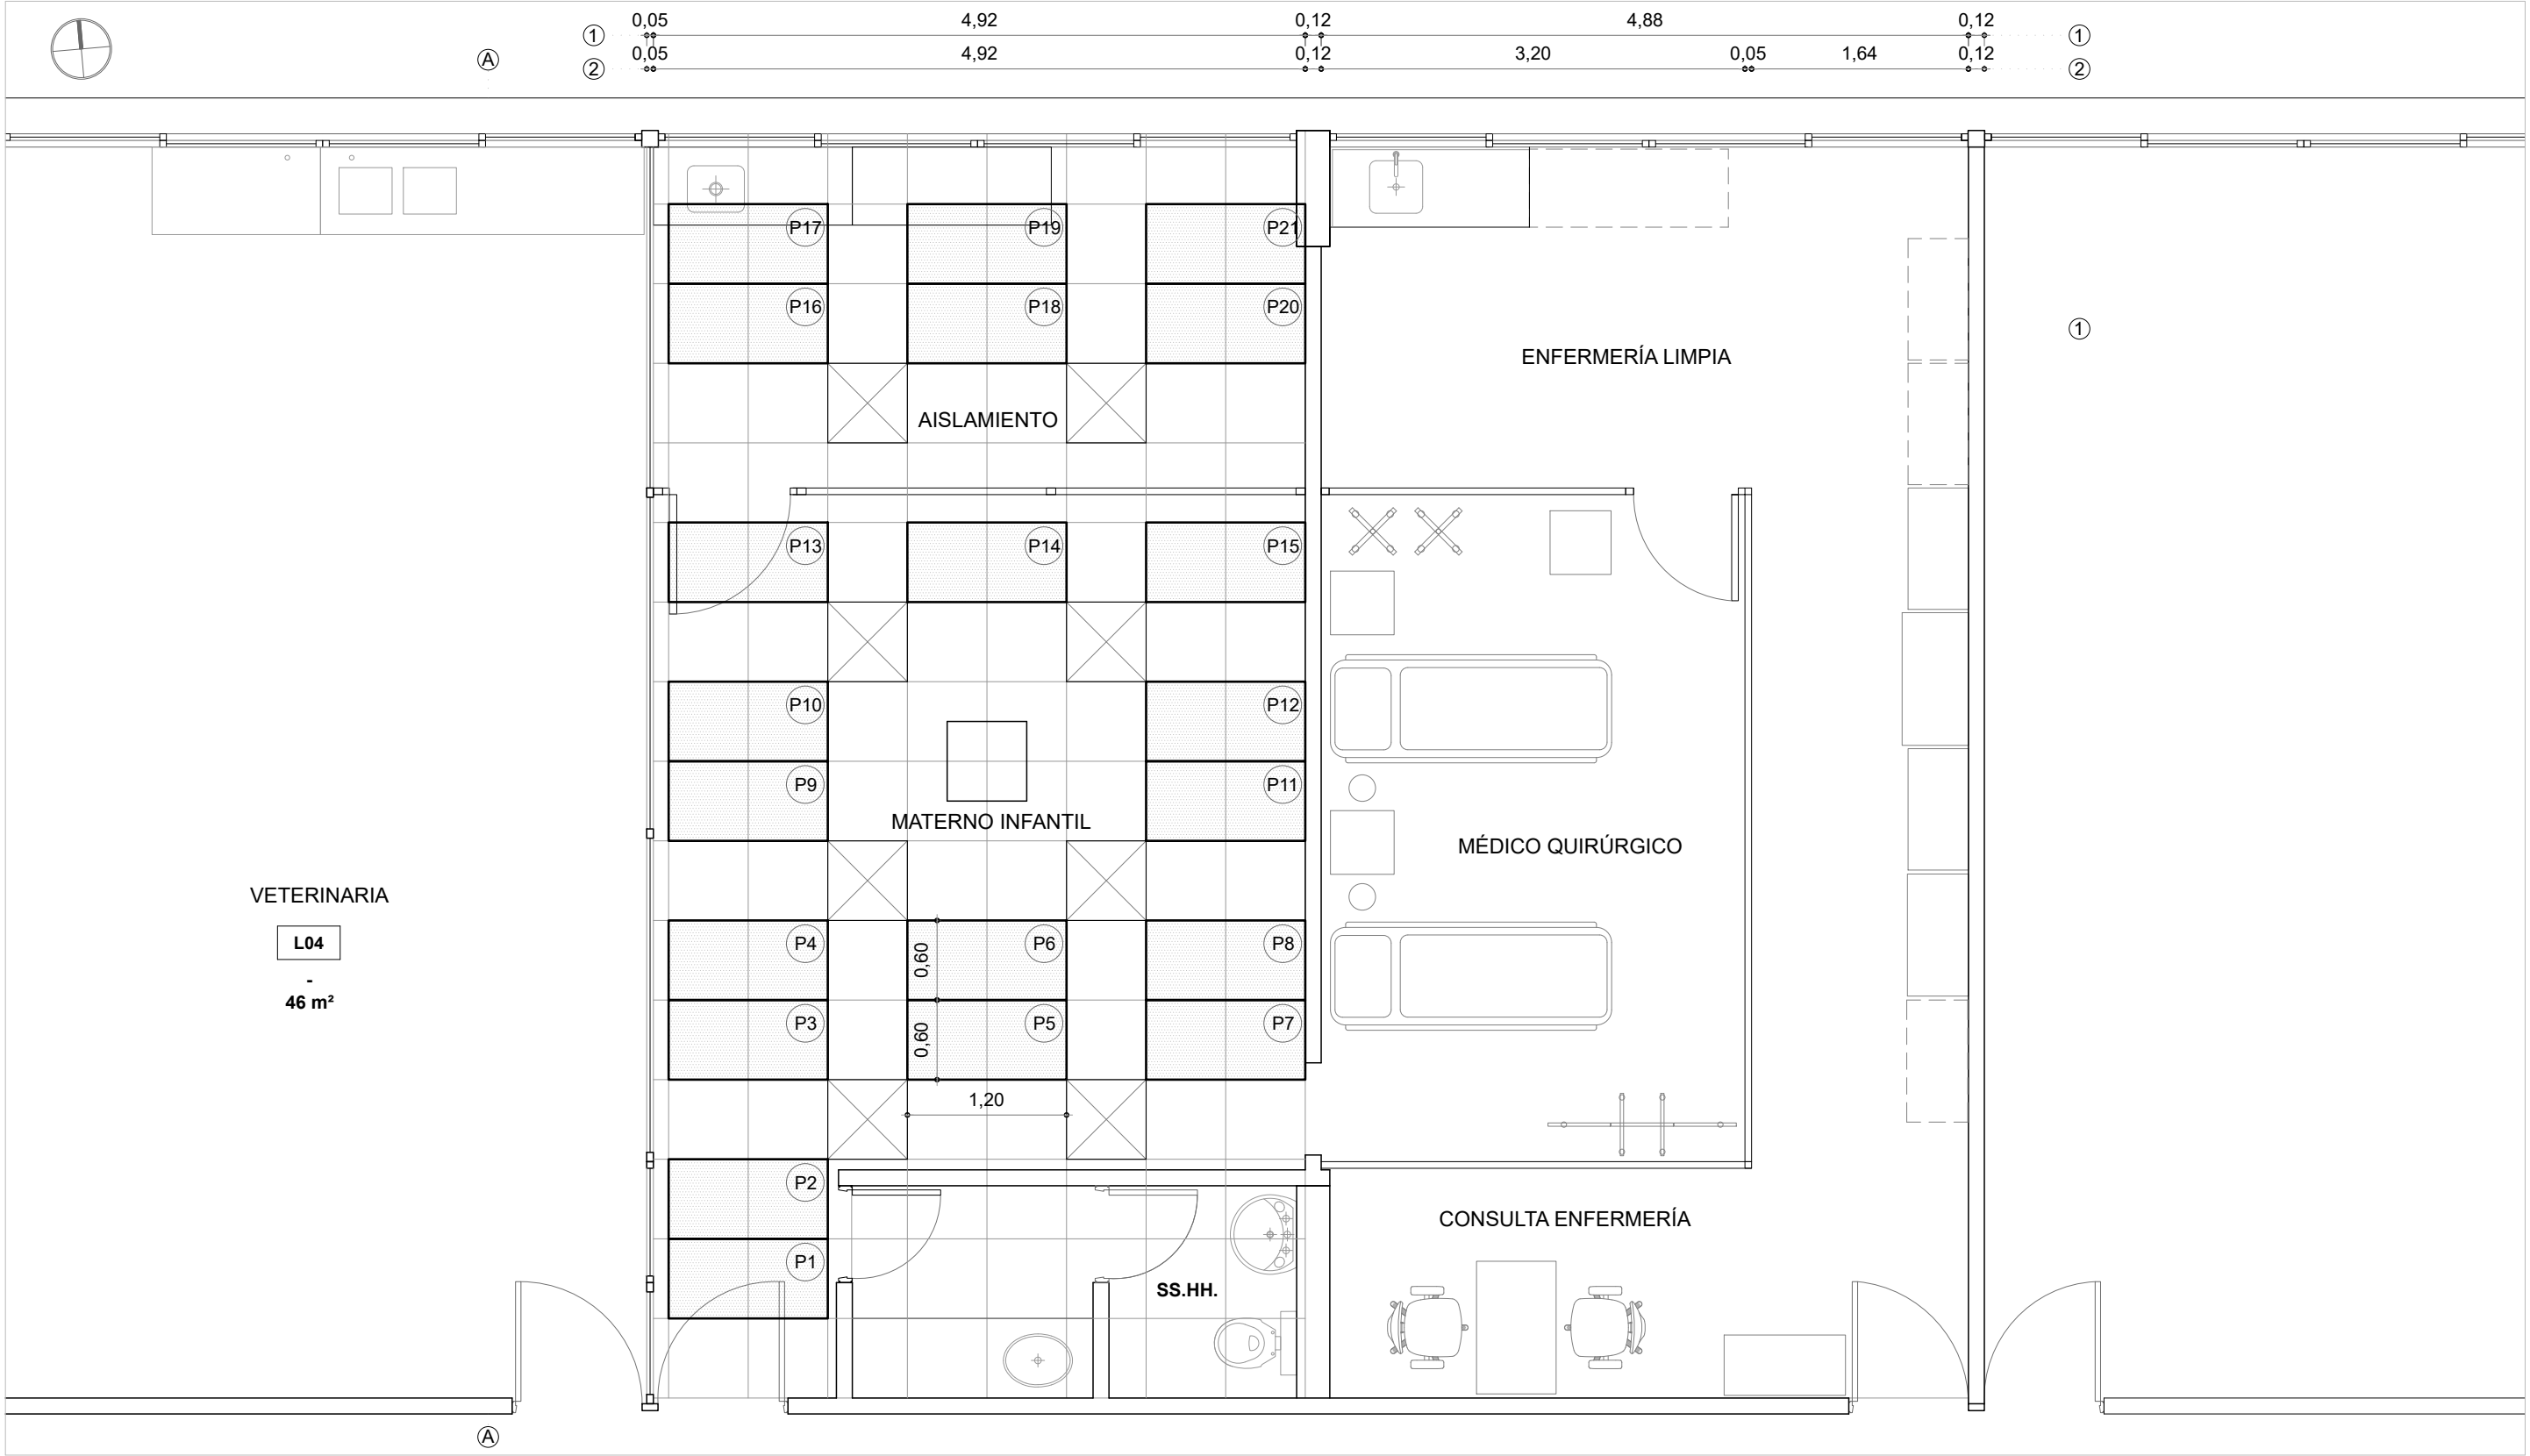 0,05 4,92 0,12 4,88 0,12
1 1
A
0,05 4,92 0,12 3,20 0,05 1,64 0,12
2 2
P17 P19 P21
P16 P18 P20
1
ENFERMERÍA LIMPIA
AISLAMIENTO
P13 P14 P15
P10 P12
P9 P11
MATERNO INFANTIL
MÉDICO QUIRÚRGICO
VETERINARIA
L04
-
46 m²
P4 0,60 P6 P8
P3 0,60 P5 P7
1,20
P2
CONSULTA ENFERMERÍA
P1
SS.HH.
A